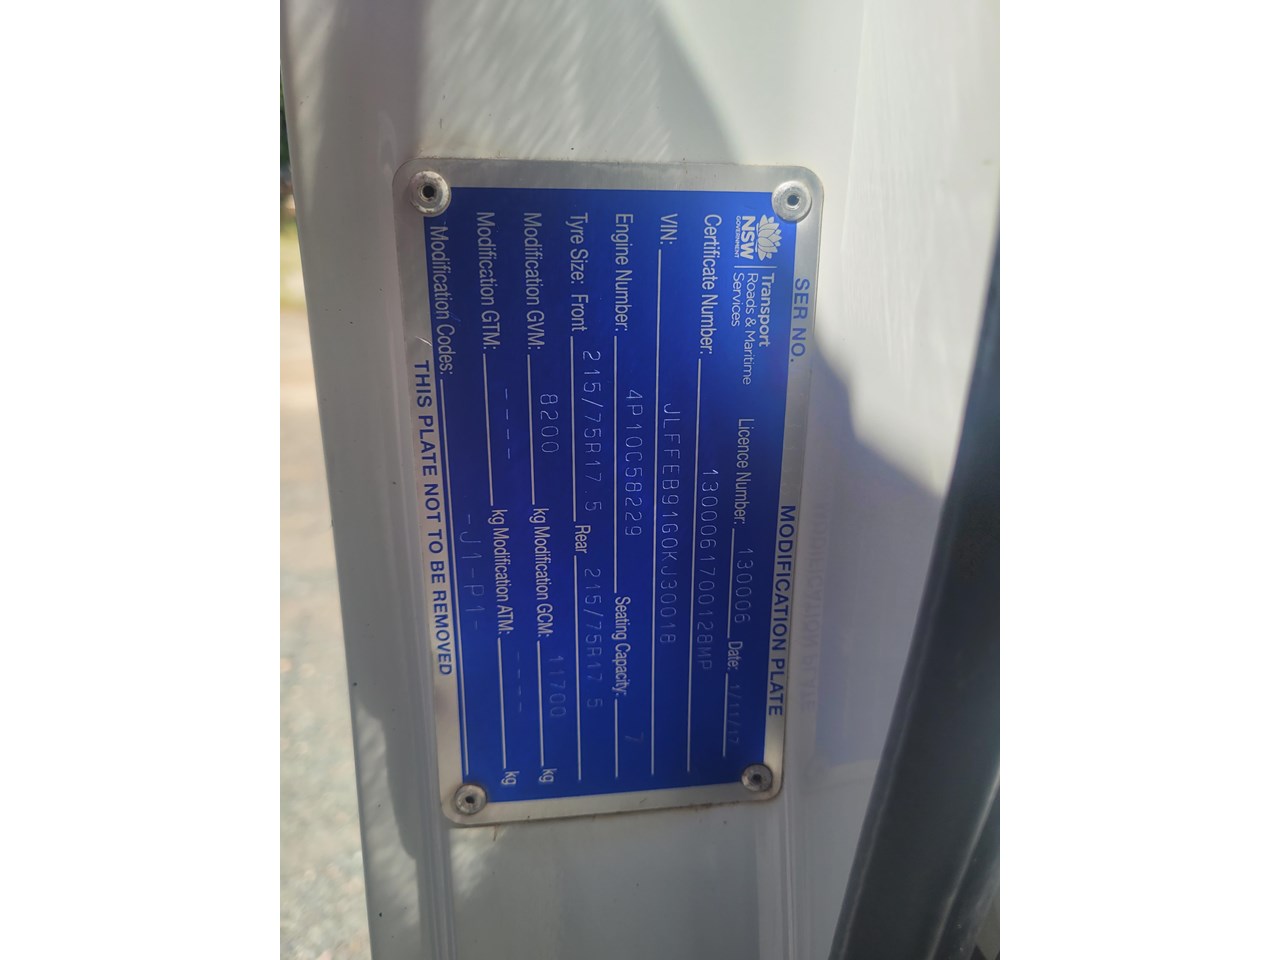 SER NO. MODIFICATION PLATE
NSW GOVERNMENT Transport Roads & Maritime Services Licence Number: 130006 Date: 1/11/17
Certificate Number: 1300061700128MP
VIN: JLFFEB91G0KJ30018
Engine Number: 4P10C58229 Seating Capacity: 7
Tyre Size: Front 215/75R17.5 Rear 215/75R17.5
Modification GVM: 8200 kg Modification GCM: 11700 kg
Modification GTM: ---- kg Modification ATM: ---- kg
Modification Codes: -J1-P1-
THIS PLATE NOT TO BE REMOVED